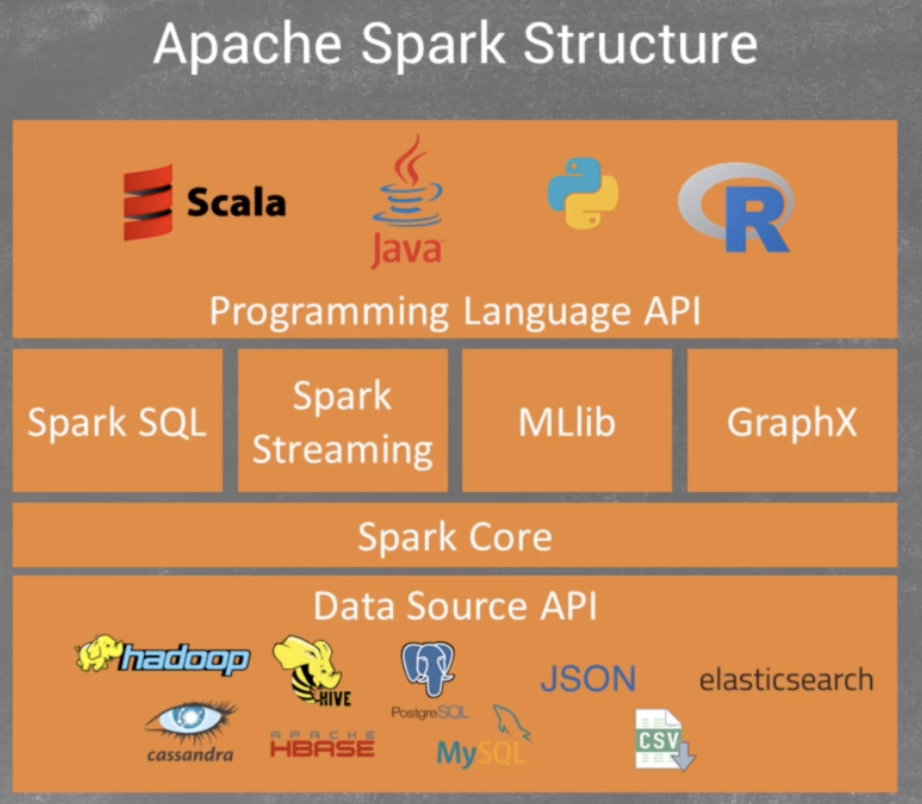 Apache Spark Structure
Scala
Java
R
Programming Language API
Spark SQL
Spark
Streaming
MLlib
GraphX
Spark Core
Data Source API
hadoop
HIVE
PostgreSQL
JSON
elasticsearch
cassandra
APACHE
HBASE
MySQL
CSV